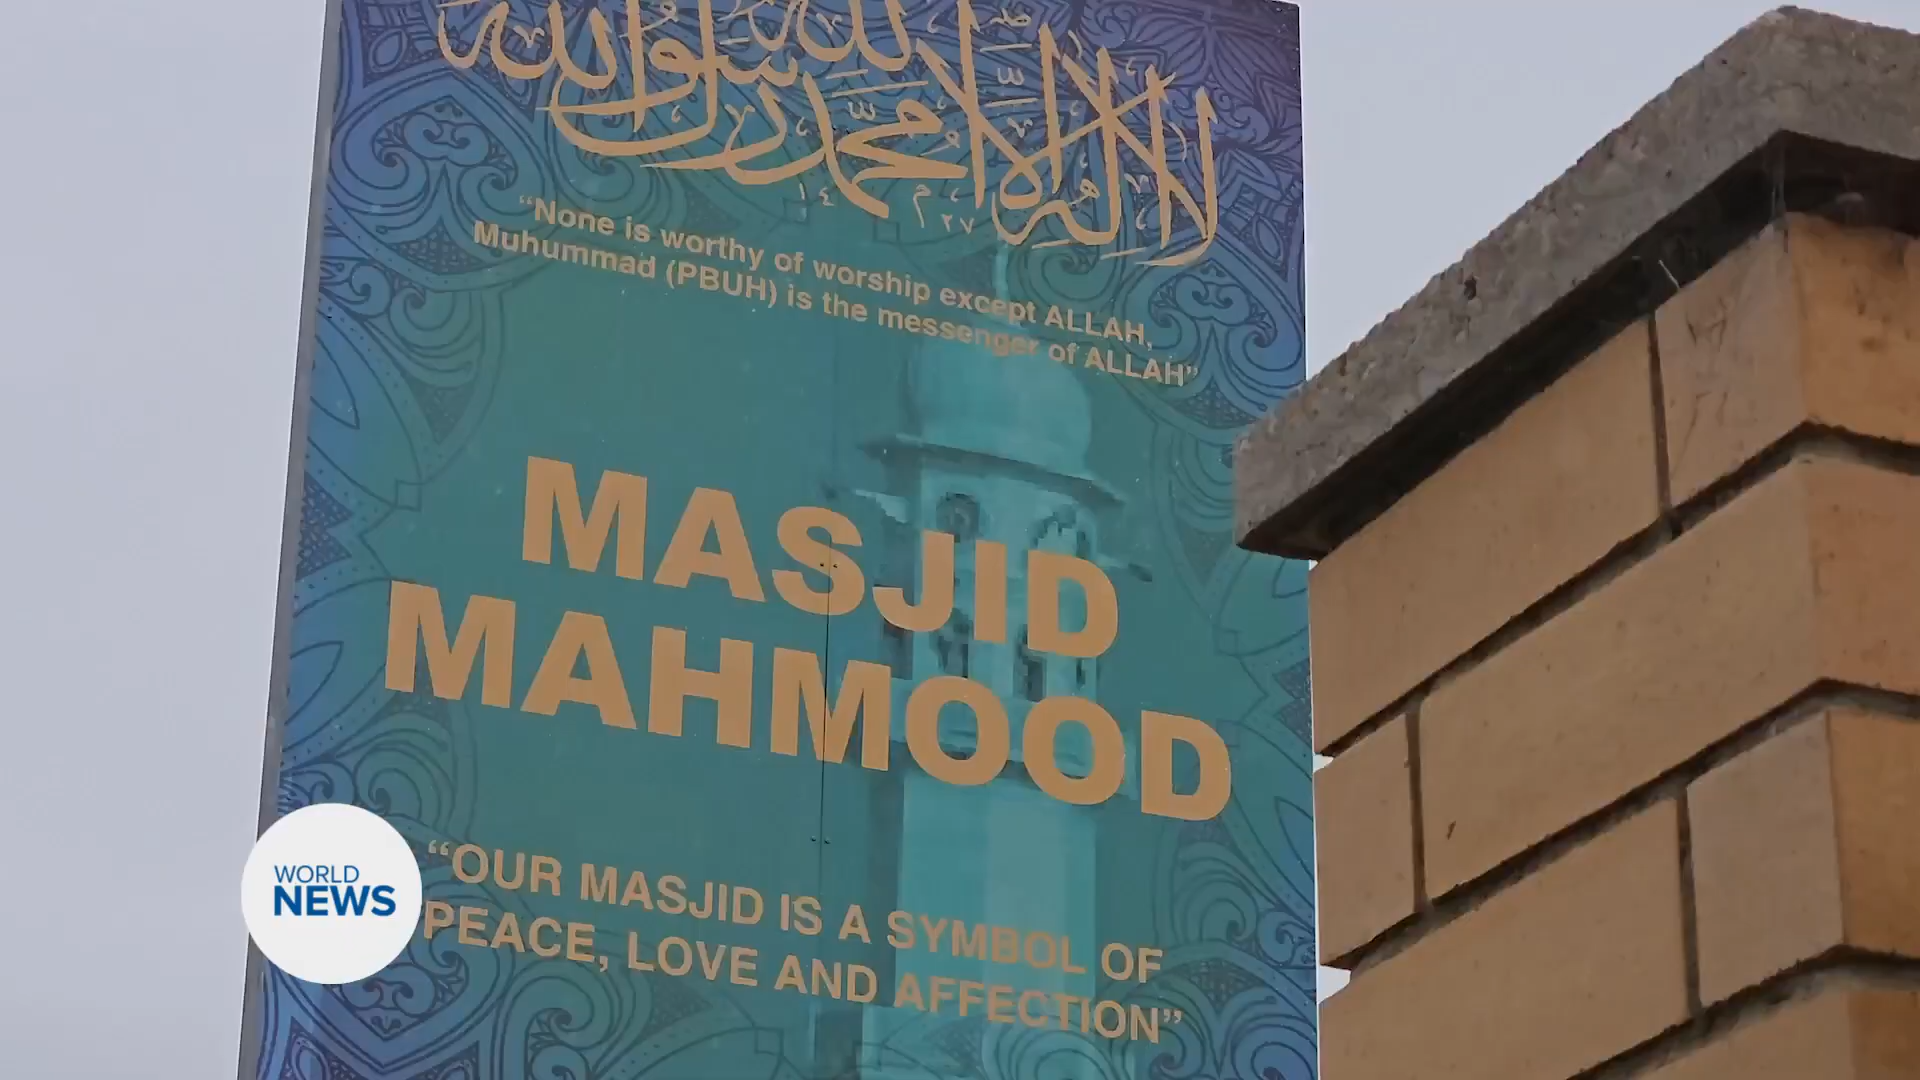 لا إله إلا الله محمد رسول الله
“None is worthy of worship except ALLAH,
Muhummad (PBUH) is the messenger of ALLAH”
MASJID
MAHMOOD
“OUR MASJID IS A SYMBOL OF
PEACE, LOVE AND AFFECTION”
WORLD
NEWS